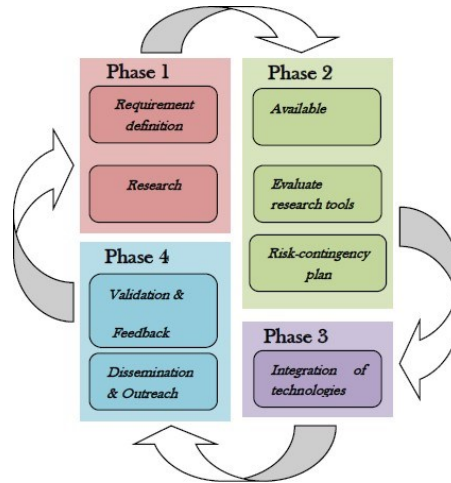 Phase 1
Requirement
definition
Research
Phase 2
Available
Evaluate
research tools
Risk-contingency
plan
Phase 3
Integration of
technologies
Phase 4
Validation &
Feedback
Dissemination
& Outreach